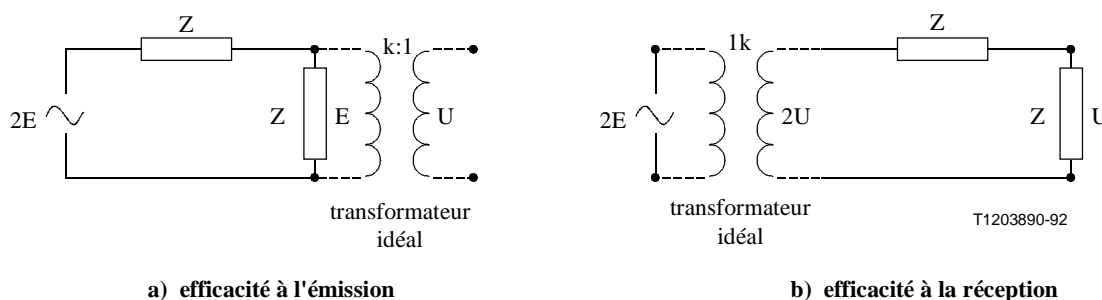 Z
k:1
2E
Z
E
U
transformateur
idéal
a) efficacité à l'émission
Z
1k
2E
2U
Z
U
transformateur
idéal
T1203890-92
b) efficacité à la réception